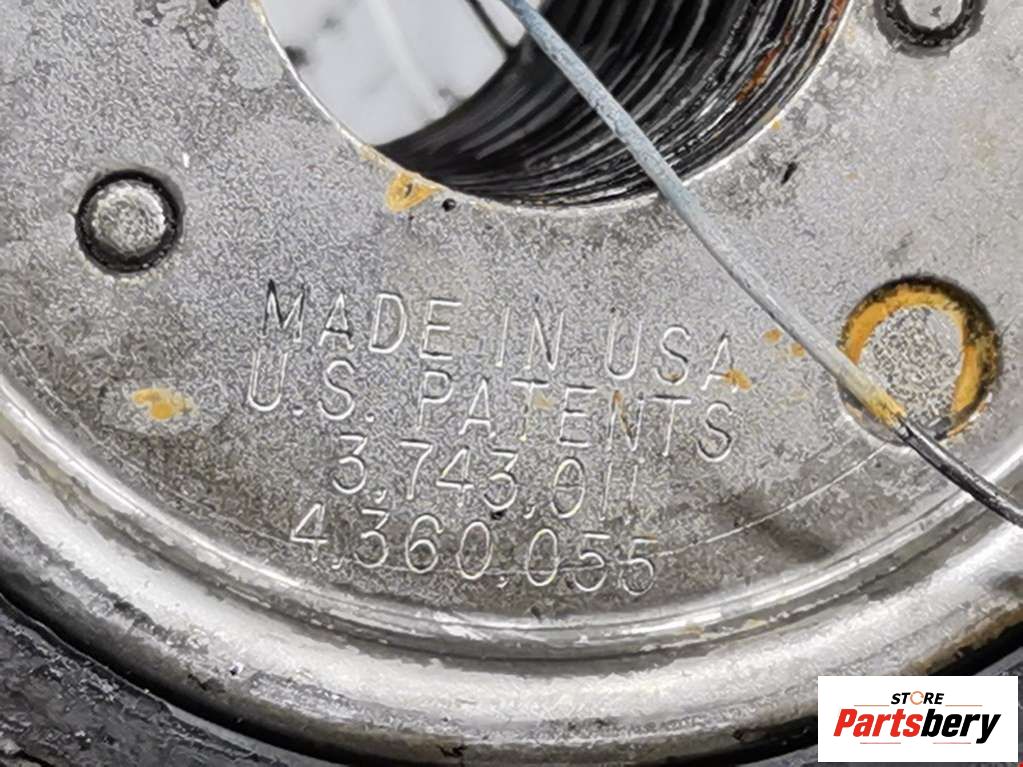 MADE IN USA
U.S. PATENTS
3,743,011
4,360,055
STORE
Partsbery